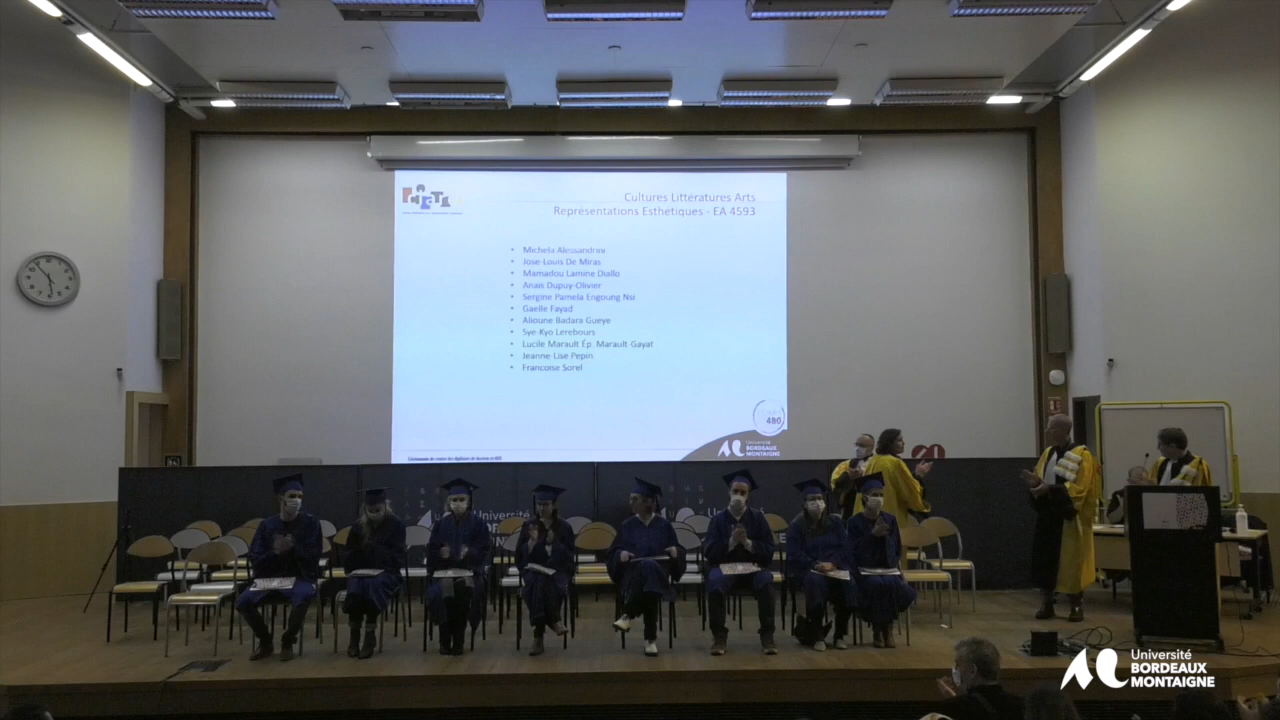 Cultures Littératures Arts
Représentations Esthétiques - EA 4593
• Michela Alessandrini
• Jose-Louis De Miras
• Mamadou Lamine Diallo
• Anais Dupuy-Olivier
• Sergine Pamela Engoung Nsi
• Gaelle Fayad
• Alioune Badara Gueye
• Sye-Kyo Lerebours
• Lucile Marault Ép. Marault-Gayat
• Jeanne-Lise Pepin
• Francoise Sorel
480
Université
BORDEAUX
MONTAIGNE
Université
Université
BORDEAUX
MONTAIGNE